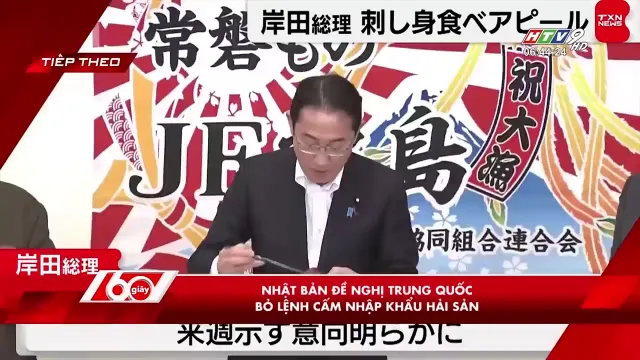 岸田総理 刺し身食べアピール
TXN
NEWS
HTV9
HD
06:44:24
TIẾP THEO
常磐もの
祝大漁
JF 島
協同組合連合会
岸田総理
60 giây
NHẬT BẢN ĐỀ NGHỊ TRUNG QUỐC
BỎ LỆNH CẤM NHẬP KHẨU HẢI SẢN
来週示す意向明らかに